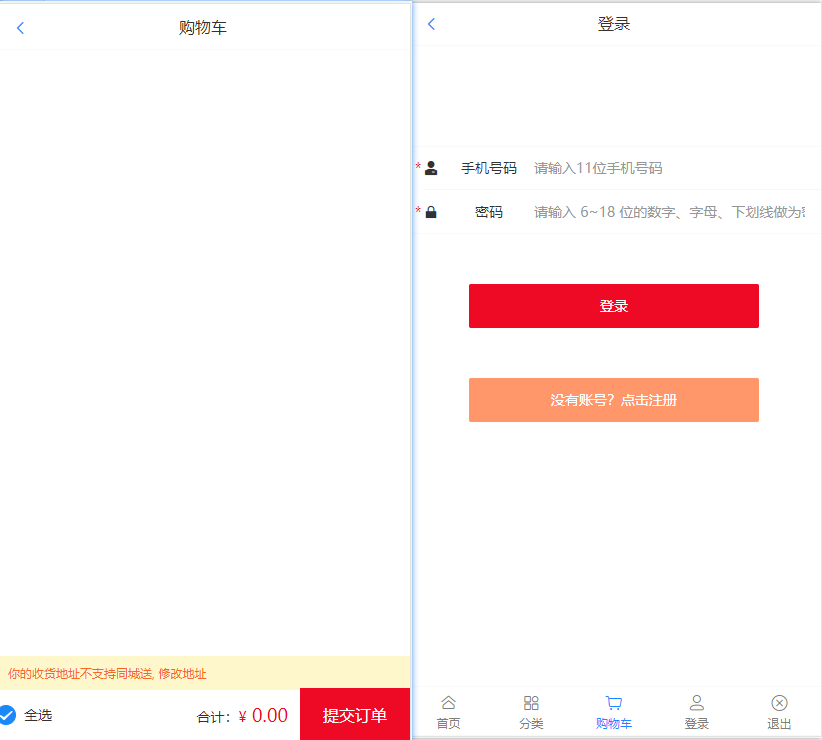 购物车
你的收货地址不支持同城送, 修改地址
全选
合计：¥ 0.00
提交订单
登录
* 手机号码 请输入11位手机号码
* 密码 请输入 6~18 位的数字、字母、下划线做为
登录
没有账号？点击注册
首页 分类 购物车 登录 退出